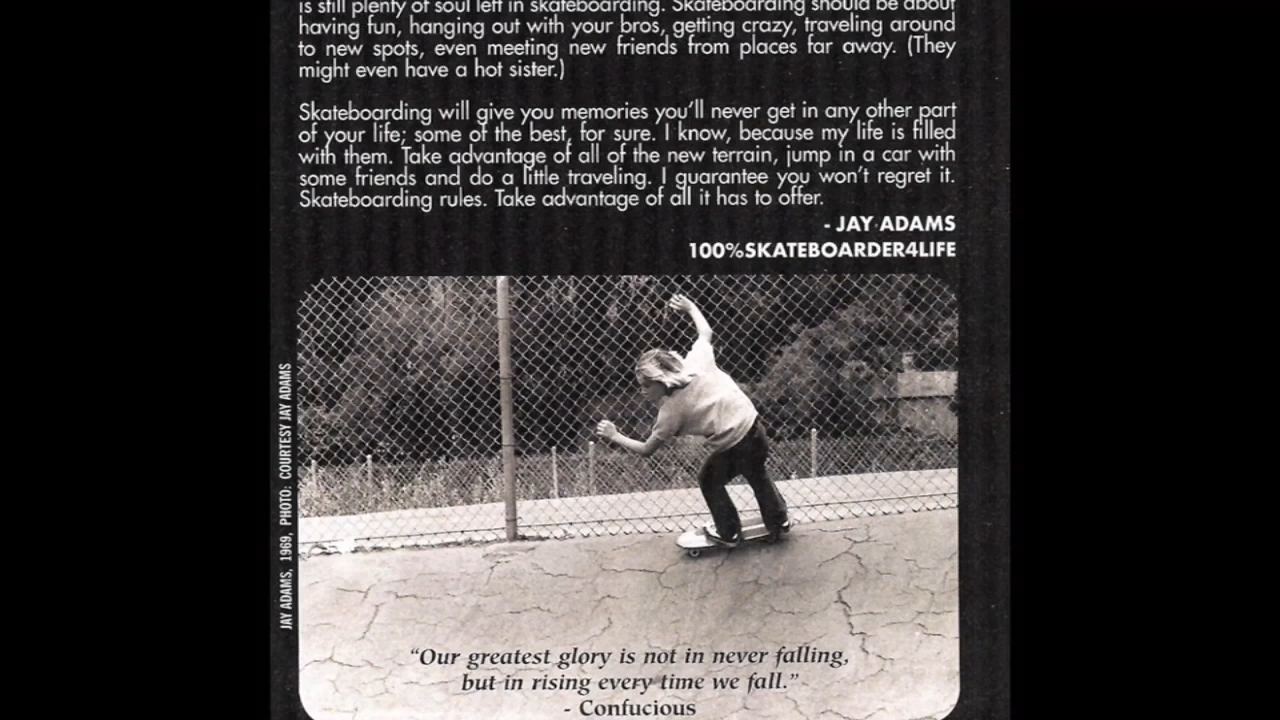 is still plenty of soul left in skateboarding. Skateboarding should be about
having fun, hanging out with your bros, getting crazy, traveling around
to new spots, even meeting new friends from places far away. (They
might even have a hot sister.)
Skateboarding will give you memories you'll never get in any other part
of your life; some of the best, for sure. I know, because my life is filled
with them. Take advantage of all of the new terrain, jump in a car with
some friends and do a little traveling. I guarantee you won't regret it.
Skateboarding rules. Take advantage of all it has to offer.
- JAY ADAMS
100%SKATEBOARDER4LIFE
JAY ADAMS, 1969, PHOTO: COURTESY JAY ADAMS
“Our greatest glory is not in never falling,
but in rising every time we fall.”
- Confucious